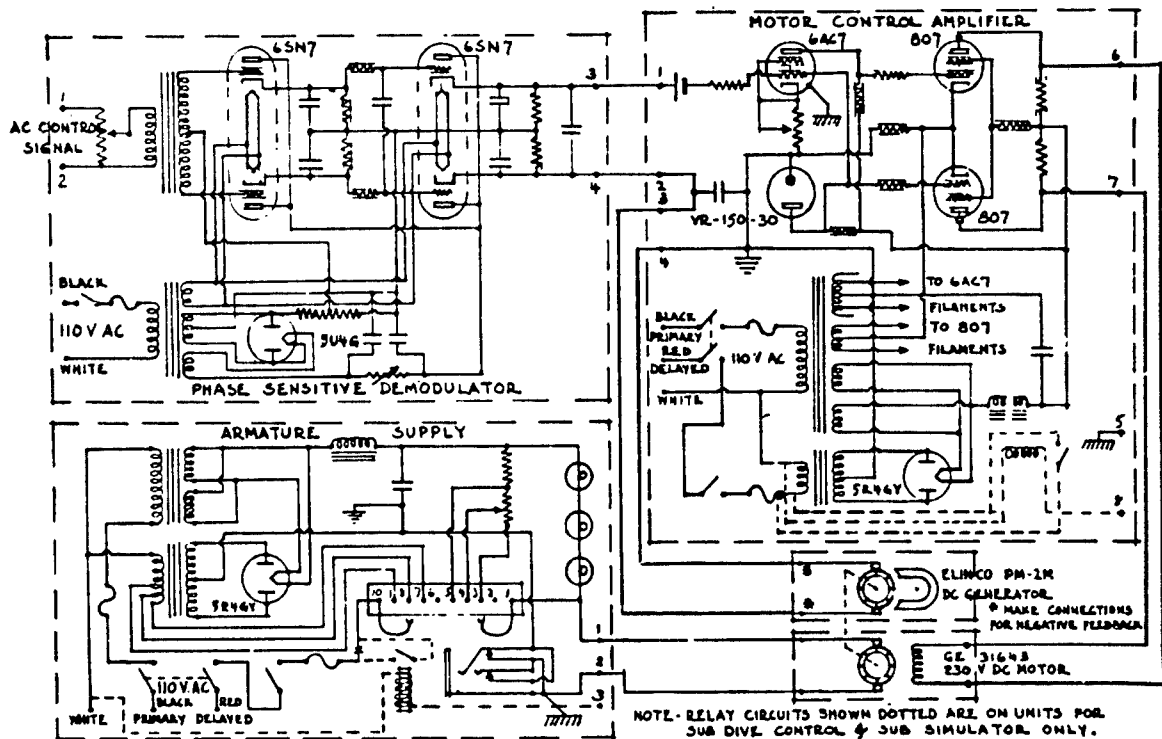 MOTOR CONTROL AMPLIFIER
6SN7
6SN7
6AC7
807
1
AC CONTROL
SIGNAL
2
3
4
1
6
7
VR-150-30
807
4
BLACK
110 V AC
WHITE
5U4G
PHASE SENSITIVE DEMODULATOR
TO 6AC7
FILAMENTS
TO 807
FILAMENTS
BLACK
PRIMARY
RED
DELAYED
110 V AC
WHITE
5R4GY
5
ARMATURE SUPPLY
5R4GY
10 9 8 7 6 5 4 3 2 1
1
2
3
110 V AC
BLACK RED
WHITE PRIMARY DELAYED
ELINCO PM-2M
DC GENERATOR
* MAKE CONNECTIONS
FOR NEGATIVE FEEDBACK
GE 31643
230 V DC MOTOR
NOTE - RELAY CIRCUITS SHOWN DOTTED ARE ON UNITS FOR
SUB DIVE CONTROL & SUB SIMULATOR ONLY.